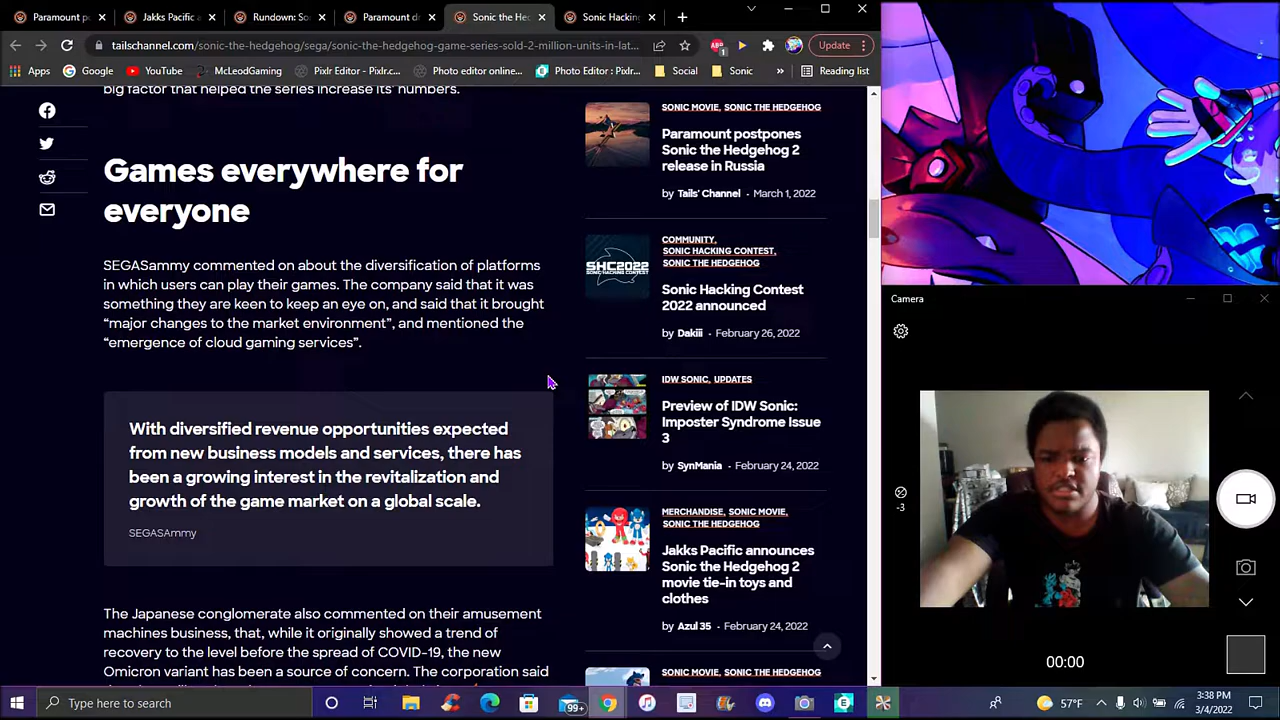 Paramount po
Jakks Pacific a
Rundown: So
Paramount d
Sonic the Hed
Sonic Hacking
tailschannel.com/sonic-the-hedgehog/sega/sonic-the-hedgehog-game-series-sold-2-million-units-in-lat...
1
Update
Apps
Google
YouTube
McLeodGaming
Pixlr Editor - Pixlr.c...
Photo editor online...
Photo Editor : Pixlr...
Social
Sonic
»
Reading list
big factor that helped the series increase its' numbers.
Games everywhere for
everyone
SEGASammy commented on about the diversification of platforms
in which users can play their games. The company said that it was
something they are keen to keep an eye on, and said that it brought
“major changes to the market environment”, and mentioned the
“emergence of cloud gaming services”.
With diversified revenue opportunities expected
from new business models and services, there has
been a growing interest in the revitalization and
growth of the game market on a global scale.
SEGASammy
The Japanese conglomerate also commented on their amusement
machines business, that, while it originally showed a trend of
recovery to the level before the spread of COVID-19, the new
Omicron variant has been a source of concern. The corporation said
SONIC MOVIE, SONIC THE HEDGEHOG
Paramount postpones
Sonic the Hedgehog 2
release in Russia
by Tails' Channel • March 1, 2022
COMMUNITY,
SONIC HACKING CONTEST,
SONIC THE HEDGEHOG
SHC2022
SONIC HACKING CONTEST
Sonic Hacking Contest
2022 announced
by Dakiii • February 26, 2022
IDW SONIC, UPDATES
Preview of IDW Sonic:
Imposter Syndrome Issue
3
by SynMania • February 24, 2022
MERCHANDISE, SONIC MOVIE,
SONIC THE HEDGEHOG
Jakks Pacific announces
Sonic the Hedgehog 2
movie tie-in toys and
clothes
by Azul 35 • February 24, 2022
SONIC MOVIE, SONIC THE HEDGEHOG
Camera
-3
00:00
Type here to search
99+
57°F
3:38 PM
3/4/2022